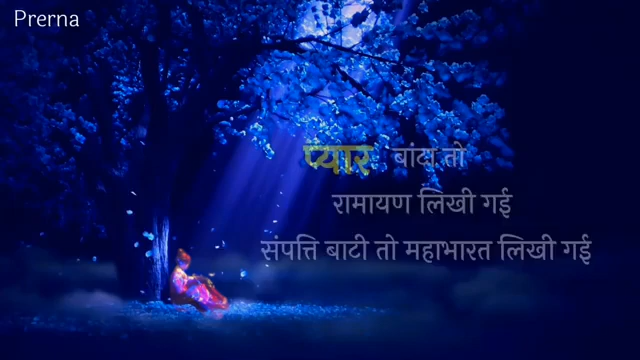 Prerna
प्यार बांटा तो
रामायण लिखी गई
संपत्ति बाटी तो महाभारत लिखी गई